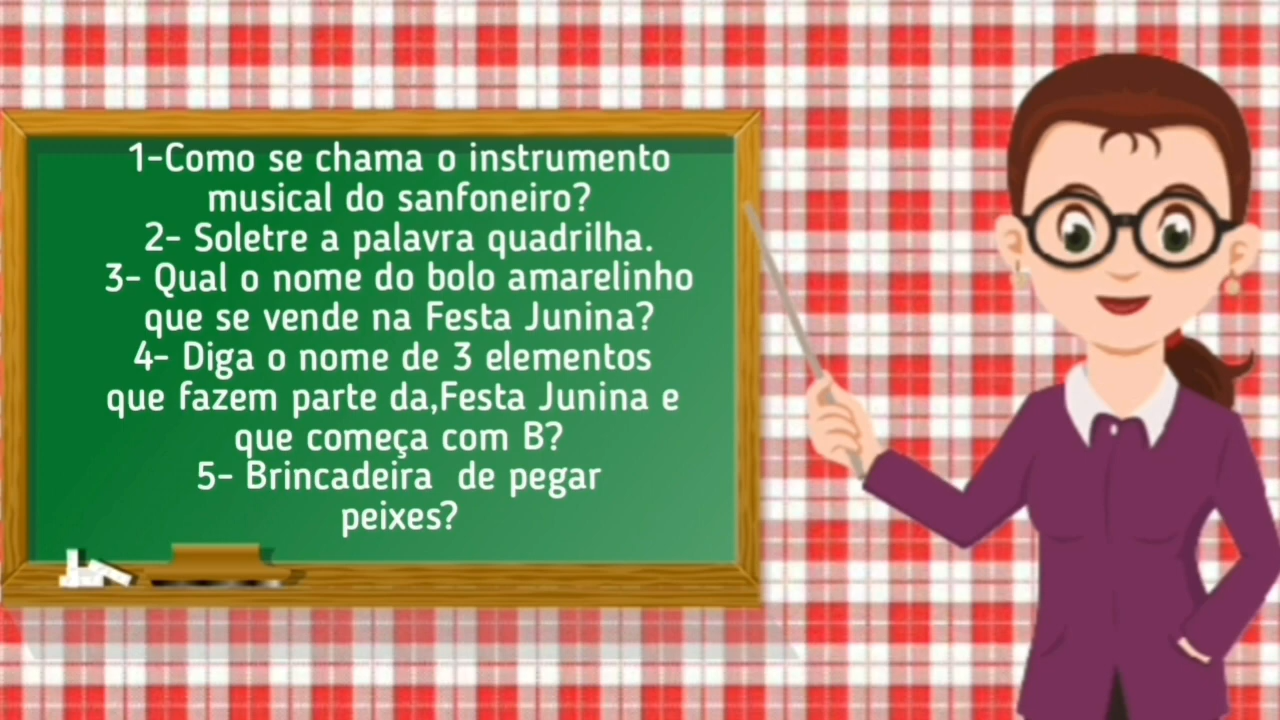 1-Como se chama o instrumento
musical do sanfoneiro?
2- Soletre a palavra quadrilha.
3- Qual o nome do bolo amarelinho
que se vende na Festa Junina?
4- Diga o nome de 3 elementos
que fazem parte da,Festa Junina e
que começa com B?
5- Brincadeira  de pegar
peixes?